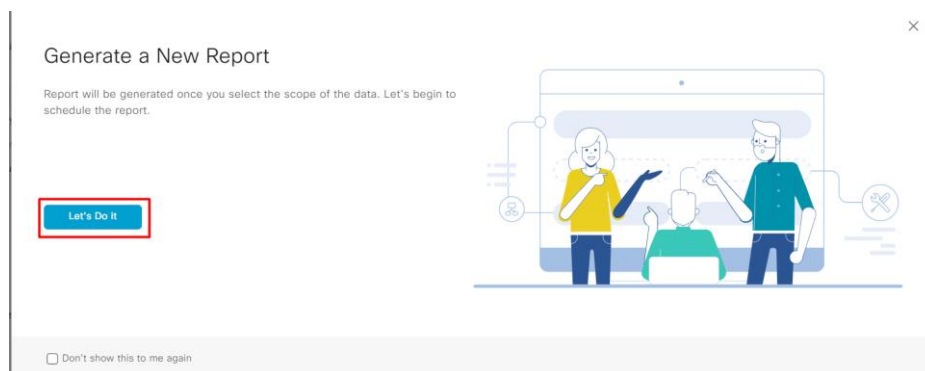 Generate a New Report
Report will be generated once you select the scope of the data. Let's begin to
schedule the report.
Let's Do It
Don't show this to me again